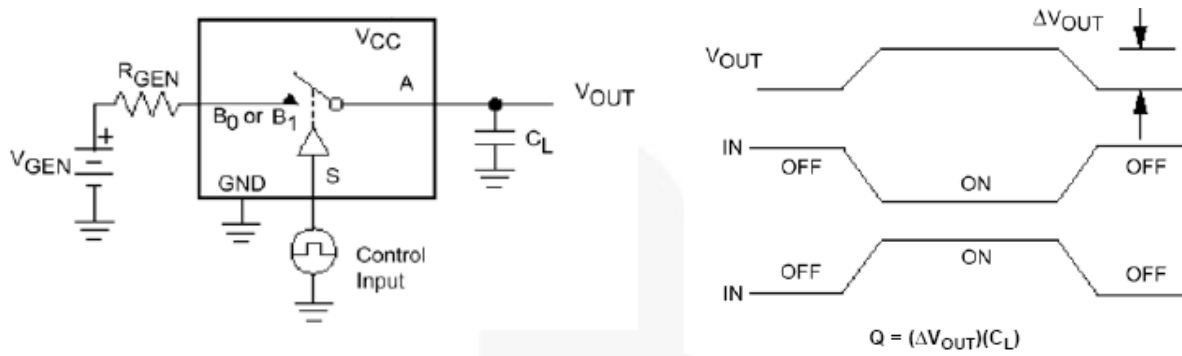 VCC
RGEN
A
VOUT
B0 or B1
CL
+
VGEN
GND
S
Control
Input
ΔVOUT
VOUT
IN
OFF
ON
OFF
OFF
ON
OFF
IN
Q = (ΔVOUT)(CL)